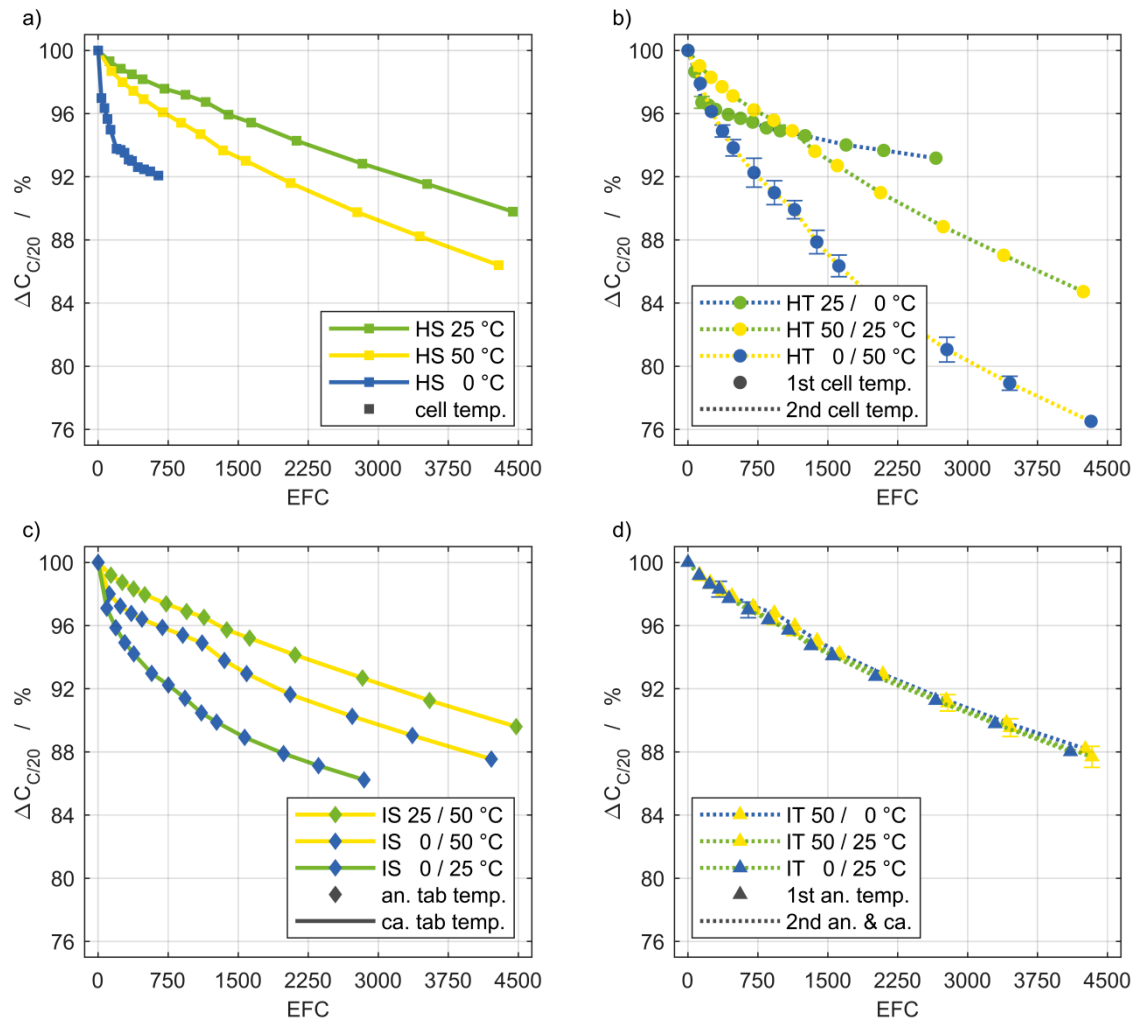 a)
100
96
92
88
84
80
76
ΔC_C/20 / %
HS 25 °C
HS 50 °C
HS 0 °C
cell temp.
0 750 1500 2250 3000 3750 4500
EFC
b)
100
96
92
88
84
80
76
ΔC_C/20 / %
HT 25 / 0 °C
HT 50 / 25 °C
HT 0 / 50 °C
1st cell temp.
2nd cell temp.
0 750 1500 2250 3000 3750 4500
EFC
c)
100
96
92
88
84
80
76
ΔC_C/20 / %
IS 25 / 50 °C
IS 0 / 50 °C
IS 0 / 25 °C
an. tab temp.
ca. tab temp.
0 750 1500 2250 3000 3750 4500
EFC
d)
100
96
92
88
84
80
76
ΔC_C/20 / %
IT 50 / 0 °C
IT 50 / 25 °C
IT 0 / 25 °C
1st an. temp.
2nd an. & ca.
0 750 1500 2250 3000 3750 4500
EFC